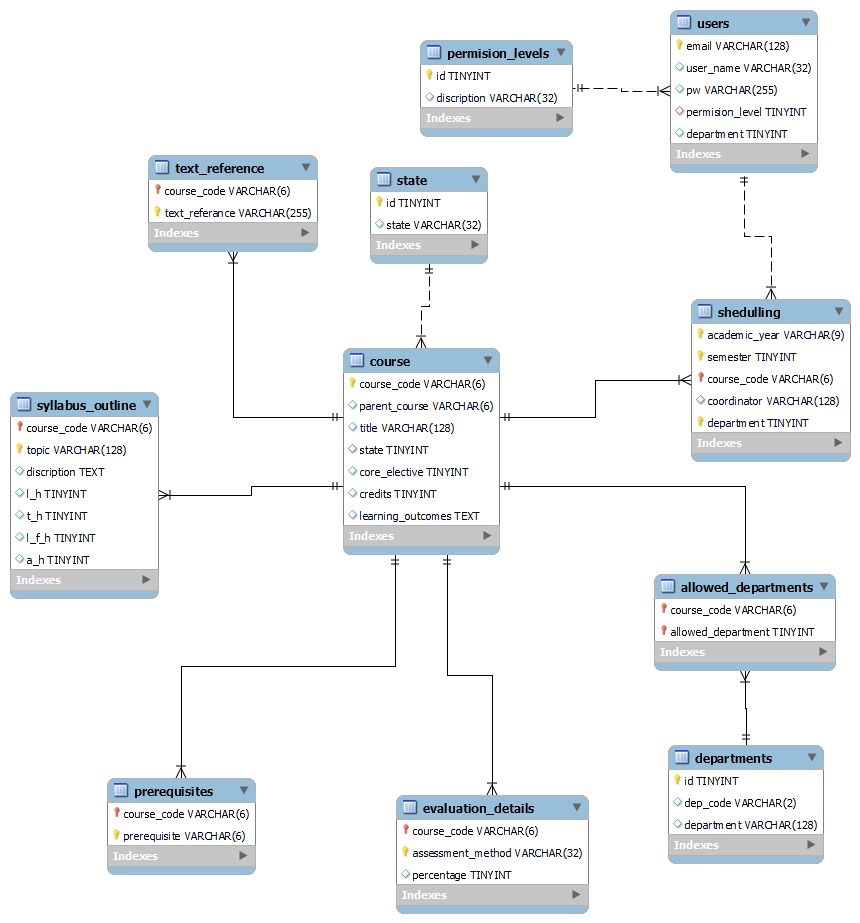 users
email VARCHAR(128)
user_name VARCHAR(32)
pw VARCHAR(255)
permision_level TINYINT
department TINYINT
Indexes
permision_levels
id TINYINT
discription VARCHAR(32)
Indexes
text_reference
course_code VARCHAR(6)
text_referance VARCHAR(255)
Indexes
state
id TINYINT
state VARCHAR(32)
Indexes
shedulling
academic_year VARCHAR(9)
semester TINYINT
course_code VARCHAR(6)
coordinator VARCHAR(128)
department TINYINT
Indexes
course
course_code VARCHAR(6)
parent_course VARCHAR(6)
title VARCHAR(128)
state TINYINT
core_elective TINYINT
credits TINYINT
learning_outcomes TEXT
Indexes
syllabus_outline
course_code VARCHAR(6)
topic VARCHAR(128)
discription TEXT
l_h TINYINT
t_h TINYINT
l_f_h TINYINT
a_h TINYINT
Indexes
allowed_departments
course_code VARCHAR(6)
allowed_department TINYINT
Indexes
departments
id TINYINT
dep_code VARCHAR(2)
department VARCHAR(128)
Indexes
prerequisites
course_code VARCHAR(6)
prerequisite VARCHAR(6)
Indexes
evaluation_details
course_code VARCHAR(6)
assessment_method VARCHAR(32)
percentage TINYINT
Indexes